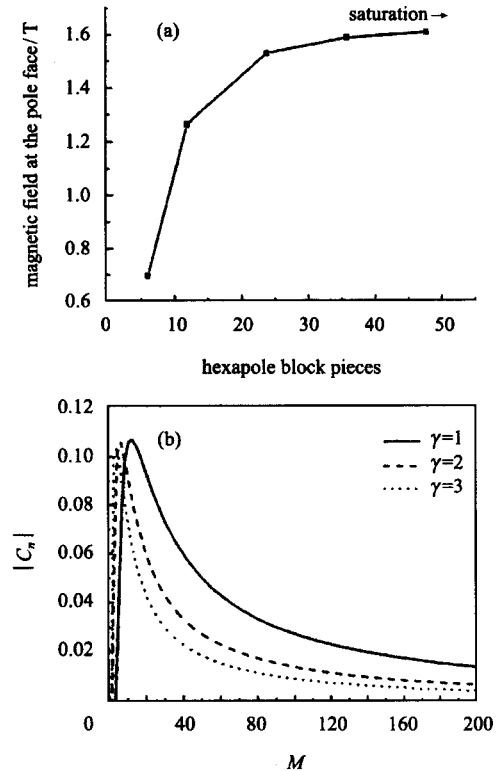 saturation→
(a)
magnetic field at the pole face/T
1.6
1.4
1.2
1.0
0.8
0.6
0 10 20 30 40 50
hexapole block pieces
0.12
(b)
γ=1
γ=2
γ=3
0.10
0.08
|Cn|
0.06
0.04
0.02
0 40 80 120 160 200
M